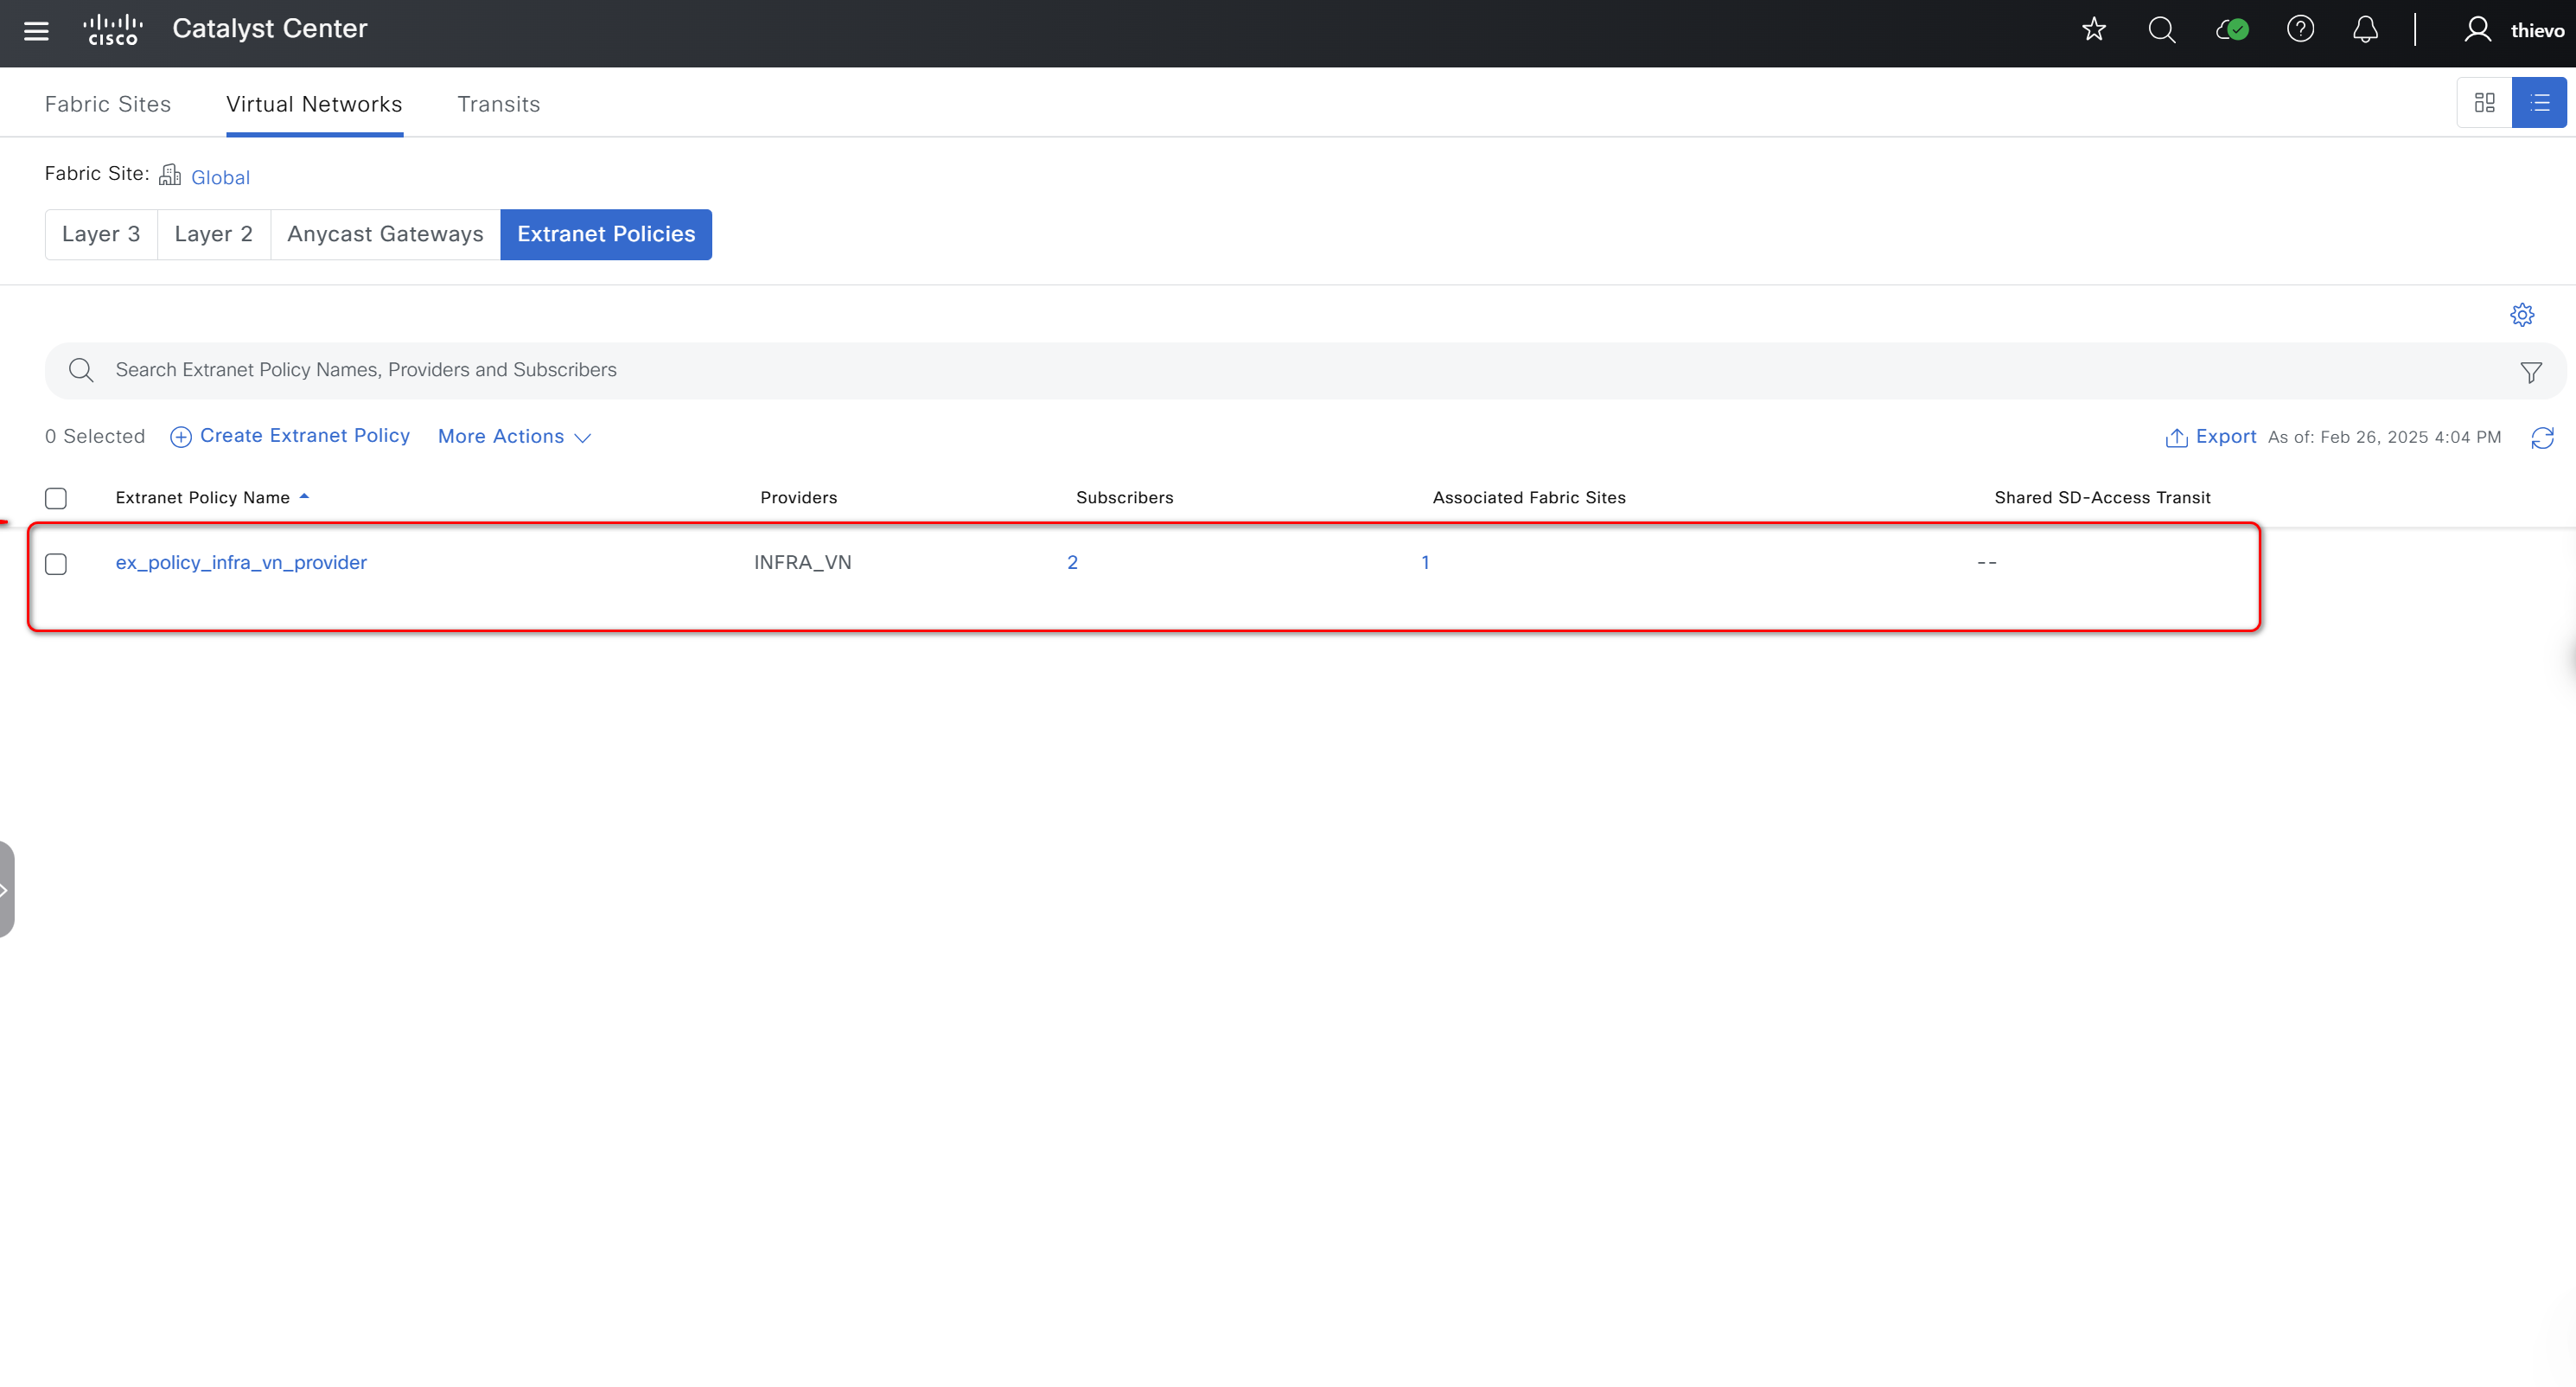 CISCO Catalyst Center thievo
Fabric Sites Virtual Networks Transits
Fabric Site: Global
Layer 3 Layer 2 Anycast Gateways Extranet Policies
Search Extranet Policy Names, Providers and Subscribers
0 Selected Create Extranet Policy More Actions Export As of: Feb 26, 2025 4:04 PM
Extranet Policy Name Providers Subscribers Associated Fabric Sites Shared SD-Access Transit
ex_policy_infra_vn_provider INFRA_VN 2 1 --